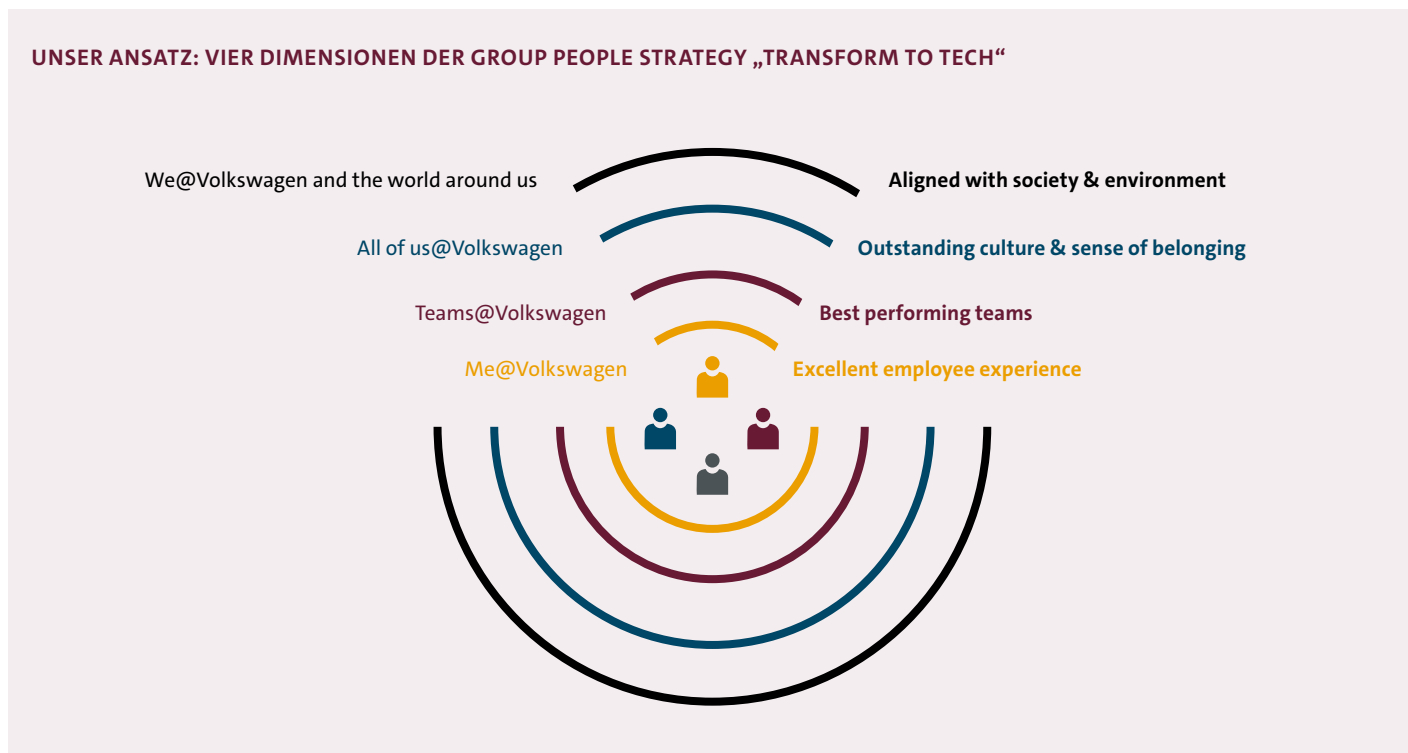 UNSER ANSATZ: VIER DIMENSIONEN DER GROUP PEOPLE STRATEGY „TRANSFORM TO TECH“
We@Volkswagen and the world around us
Aligned with society & environment
All of us@Volkswagen
Outstanding culture & sense of belonging
Teams@Volkswagen
Best performing teams
Me@Volkswagen
Excellent employee experience